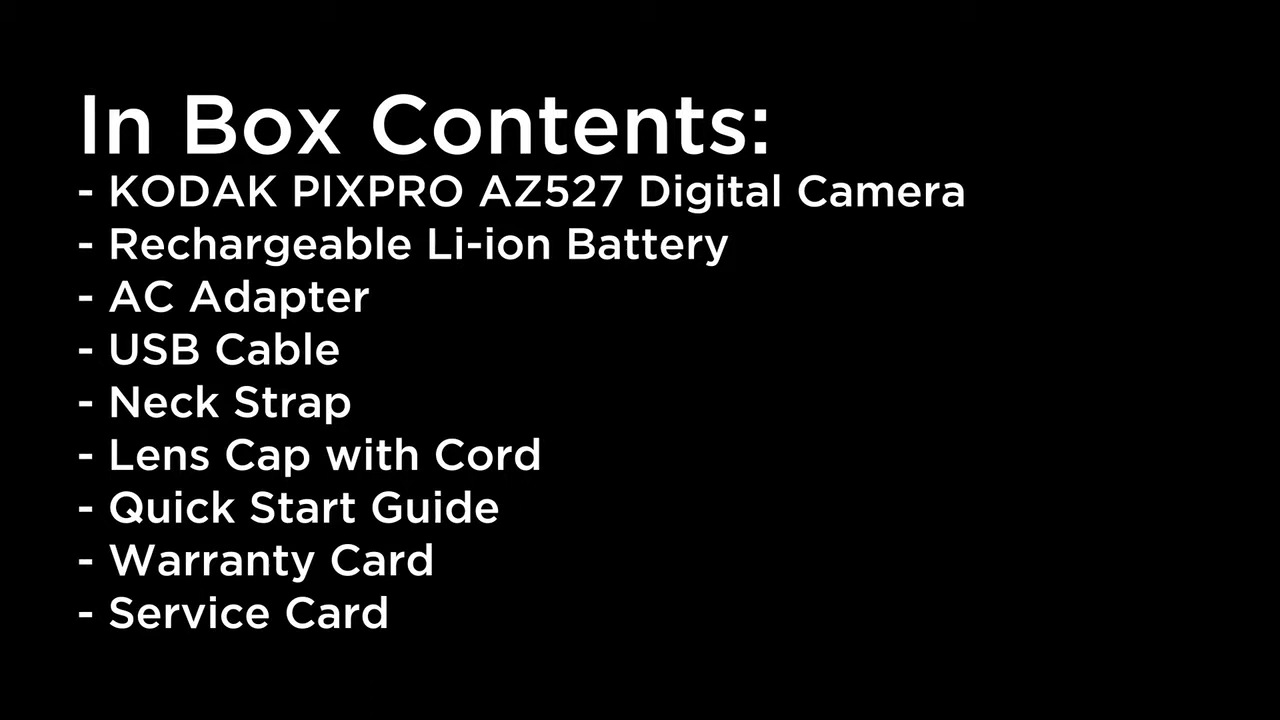 In Box Contents:
- KODAK PIXPRO AZ527 Digital Camera
- Rechargeable Li-ion Battery
- AC Adapter
- USB Cable
- Neck Strap
- Lens Cap with Cord
- Quick Start Guide
- Warranty Card
- Service Card